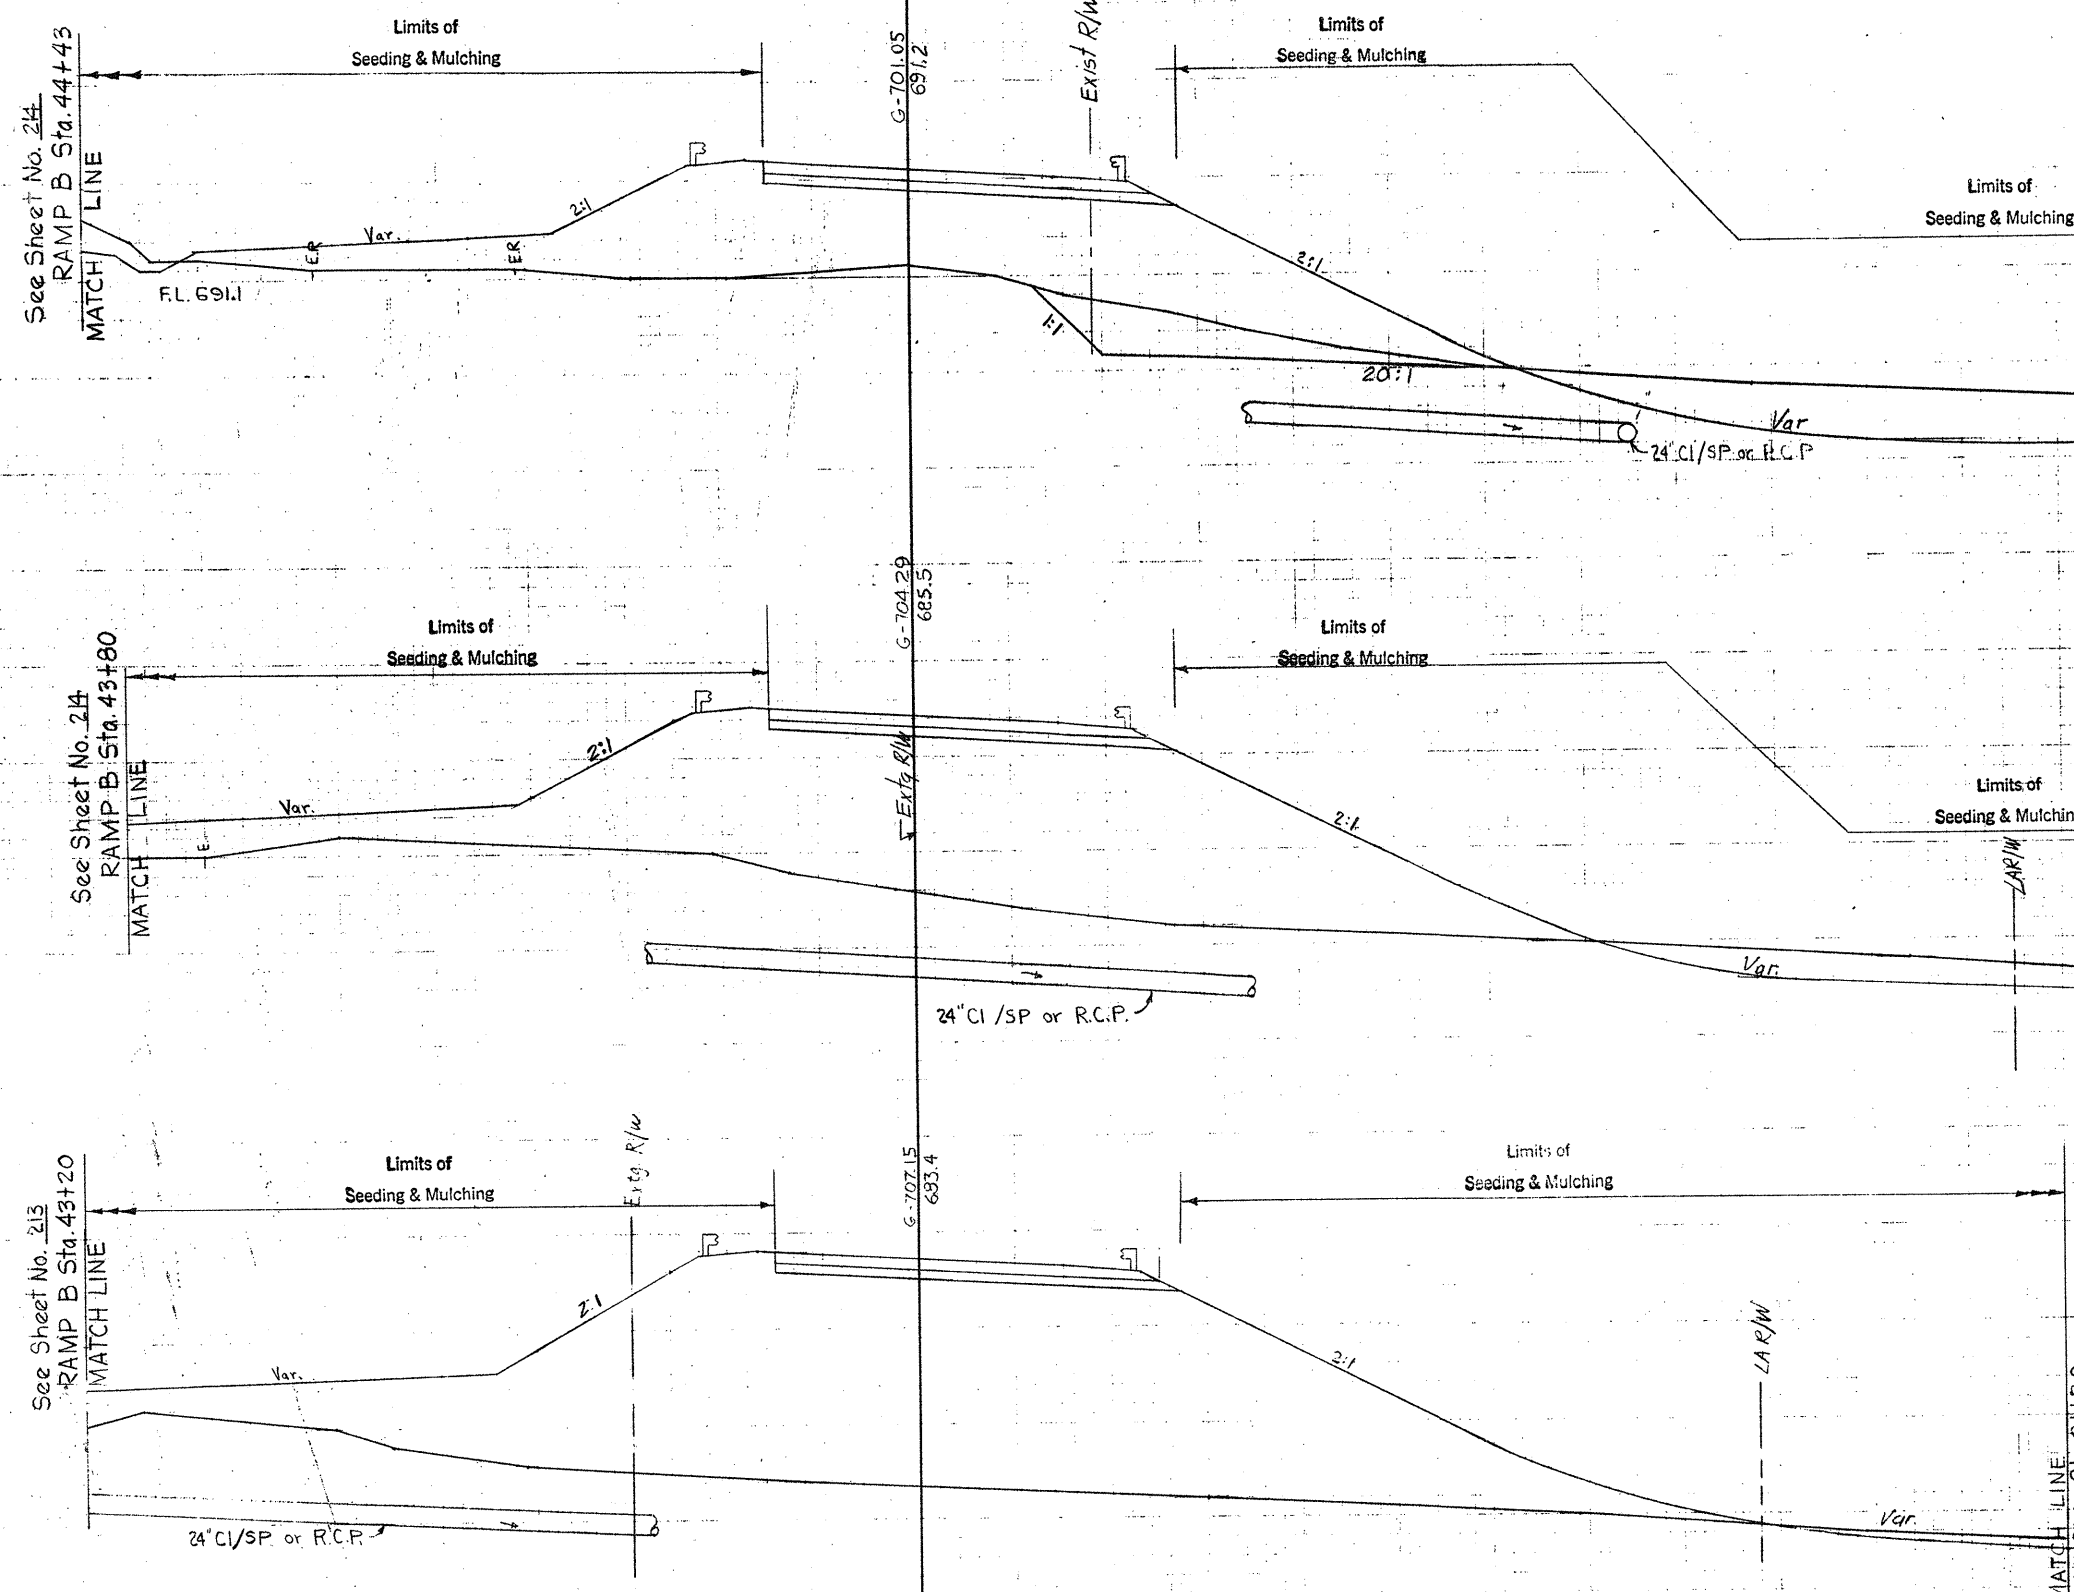 Limits of
Seeding & Mulching
G-701.05
691.2
Exist R/W
Limits of
Seeding & Mulching
Limits of
Seeding & Mulching
See Sheet No. 214
RAMP B Sta. 44+43
MATCH LINE
2:1
Var.
E.R
E.R
F.L. 691.1
2:1
1:1
20:1
Var
24" C1/SP or R.C.P
G-704.29
685.5
Limits of
Seeding & Mulching
Limits of
Seeding & Mulching
See Sheet No. 214
RAMP B Sta. 43+80
MATCH LINE
2:1
Extg R/W
Var.
E
2:1
Limits of
Seeding & Mulchin
LA R/W
Var.
24" C1/SP or R.C.P.
Extg. R/W
G-707.15
683.4
Limits of
Seeding & Mulching
Limits of
Seeding & Mulching
See Sheet No. 213
RAMP B Sta. 43+20
MATCH LINE
2:1
2:1
LA R/W
Var.
Var.
24" C1/SP or R.C.P.
MATCH LINE